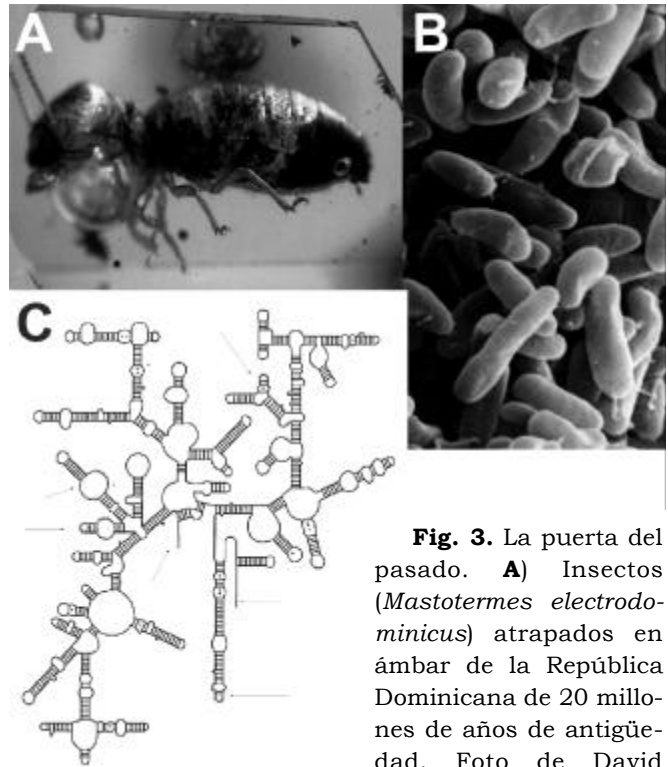 A
B
C
Fig. 3. La puerta del
pasado. A) Insectos
(Mastotermes electrodo-
minicus) atrapados en
ámbar de la República
Dominicana de 20 millo-
nes de años de antigüe-
dad. Foto de David